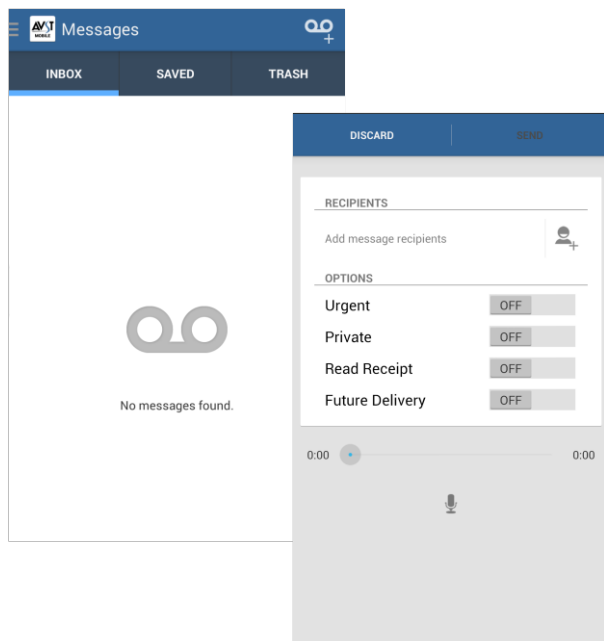 AVST
MOBILE
Messages
INBOX SAVED TRASH
No messages found.
DISCARD SEND
RECIPIENTS
Add message recipients
OPTIONS
Urgent OFF
Private OFF
Read Receipt OFF
Future Delivery OFF
0:00 0:00